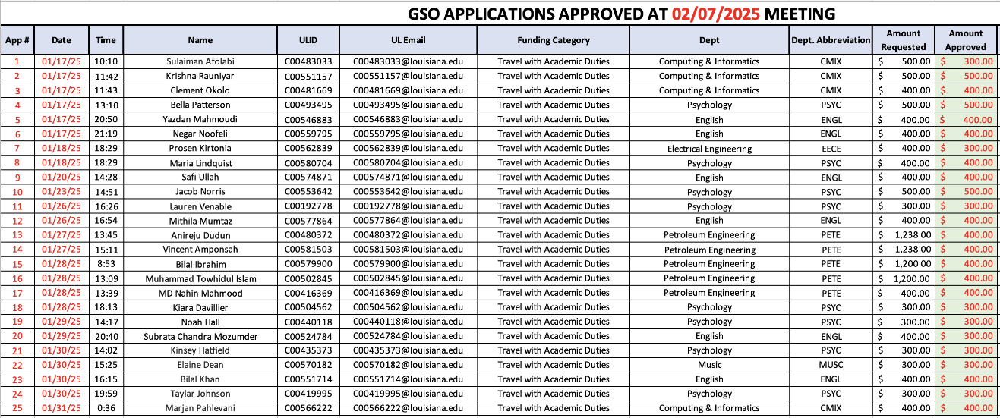 GSO APPLICATIONS APPROVED AT 02/07/2025 MEETING
App # Date Time Name ULID UL Email Funding Category Dept Dept. Abbreviation Amount Requested Amount Approved
1 01/17/25 10:10 Sulaiman Afolabi C00483033 C00483033@louisiana.edu Travel with Academic Duties Computing & Informatics CMIX $ 500.00 $ 300.00
2 01/17/25 11:42 Krishna Rauniyar C00551157 C00551157@louisiana.edu Travel with Academic Duties Computing & Informatics CMIX $ 500.00 $ 500.00
3 01/17/25 11:43 Clement Okolo C00481669 C00481669@louisiana.edu Travel with Academic Duties Computing & Informatics CMIX $ 400.00 $ 400.00
4 01/17/25 13:10 Bella Patterson C00493495 C00493495@louisiana.edu Travel with Academic Duties Psychology PSYC $ 500.00 $ 500.00
5 01/17/25 20:50 Yazdan Mahmoudi C00546883 C00546883@louisiana.edu Travel with Academic Duties English ENGL $ 400.00 $ 400.00
6 01/17/25 21:19 Negar Noofeli C00559795 C00559795@louisiana.edu Travel with Academic Duties English ENGL $ 400.00 $ 400.00
7 01/18/25 18:29 Prosen Kirtonia C00562839 C00562839@louisiana.edu Travel with Academic Duties Electrical Engineering EECE $ 400.00 $ 300.00
8 01/18/25 18:29 Maria Lindquist C00580704 C00580704@louisiana.edu Travel with Academic Duties Psychology PSYC $ 400.00 $ 400.00
9 01/20/25 14:28 Safi Ullah C00574871 C00574871@louisiana.edu Travel with Academic Duties English ENGL $ 400.00 $ 400.00
10 01/23/25 14:51 Jacob Norris C00553642 C00553642@louisiana.edu Travel with Academic Duties Psychology PSYC $ 500.00 $ 500.00
11 01/26/25 16:26 Lauren Venable C00192778 C00192778@louisiana.edu Travel with Academic Duties Psychology PSYC $ 300.00 $ 300.00
12 01/26/25 16:54 Mithila Mumtaz C00577864 C00577864@louisiana.edu Travel with Academic Duties English ENGL $ 400.00 $ 400.00
13 01/27/25 13:45 Anireju Dudun C00480372 C00480372@louisiana.edu Travel with Academic Duties Petroleum Engineering PETE $ 1,238.00 $ 400.00
14 01/27/25 15:11 Vincent Amponsah C00581503 C00581503@louisiana.edu Travel with Academic Duties Petroleum Engineering PETE $ 1,238.00 $ 400.00
15 01/28/25 8:53 Bilal Ibrahim C00579900 C00579900@louisiana.edu Travel with Academic Duties Petroleum Engineering PETE $ 1,200.00 $ 400.00
16 01/28/25 13:09 Muhammad Towhidul Islam C00502845 C00502845@louisiana.edu Travel with Academic Duties Petroleum Engineering PETE $ 1,200.00 $ 400.00
17 01/28/25 13:39 MD Nahin Mahmood C00416369 C00416369@louisiana.edu Travel with Academic Duties Petroleum Engineering PETE $ 400.00 $ 400.00
18 01/28/25 18:13 Kiara Davillier C00504562 C00504562@louisiana.edu Travel with Academic Duties Psychology PSYC $ 300.00 $ 300.00
19 01/29/25 14:17 Noah Hall C00440118 C00440118@louisiana.edu Travel with Academic Duties Psychology PSYC $ 300.00 $ 300.00
20 01/29/25 20:40 Subrata Chandra Mozumder C00524784 C00524784@louisiana.edu Travel with Academic Duties English ENGL $ 400.00 $ 300.00
21 01/30/25 14:02 Kinsey Hatfield C00435373 C00435373@louisiana.edu Travel with Academic Duties Psychology PSYC $ 300.00 $ 300.00
22 01/30/25 15:25 Elaine Dean C00570182 C00570182@louisiana.edu Travel with Academic Duties Music MUSC $ 300.00 $ 300.00
23 01/30/25 16:15 Bilal Khan C00551714 C00551714@louisiana.edu Travel with Academic Duties English ENGL $ 400.00 $ 400.00
24 01/30/25 19:59 Taylar Johnson C00419995 C00419995@louisiana.edu Travel with Academic Duties Psychology PSYC $ 300.00 $ 300.00
25 01/31/25 0:36 Marjan Pahlevani C00566222 C00566222@louisiana.edu Travel with Academic Duties Computing & Informatics CMIX $ 400.00 $ 400.00